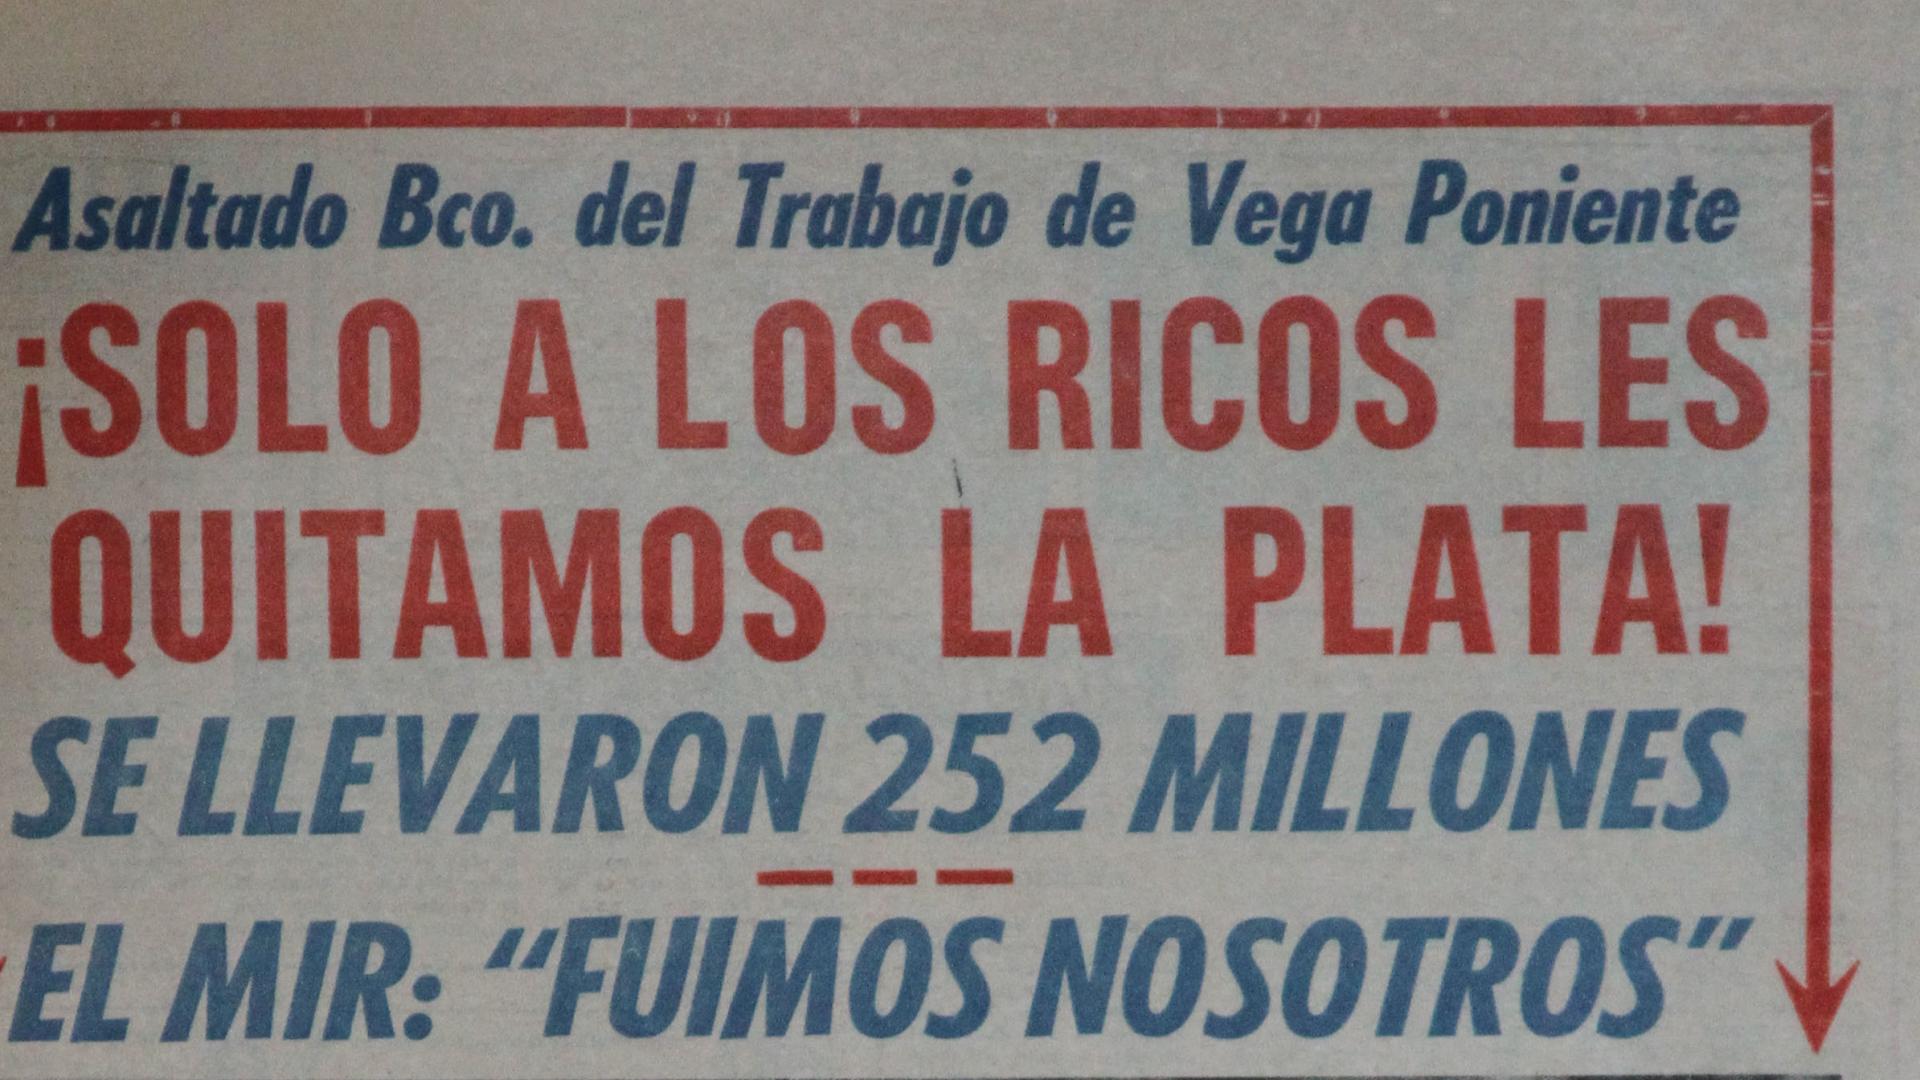 Asaltado Bco. del Trabajo de Vega Poniente
¡SOLO A LOS RICOS LES
QUITAMOS LA PLATA!
SE LLEVARON 252 MILLONES
EL MIR: “FUIMOS NOSOTROS”